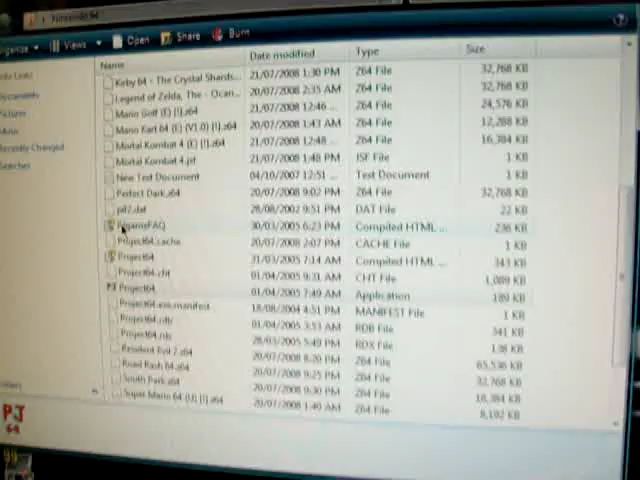 Nintendo 64
Organize Views Open Share Burn
Name Date modified Type Size
Kirby 64 - The Crystal Shards... 21/07/2008 1:30 PM Z64 File 32,768 KB
Legend of Zelda, The - Ocari... 20/07/2008 2:35 AM Z64 File 32,768 KB
Mario Golf (E) [!].z64 21/07/2008 12:46 ... Z64 File 24,576 KB
Mario Kart 64 (E) (V1.0) [!].z64 20/07/2008 1:43 AM Z64 File 12,288 KB
Mortal Kombat 4 (E) [!].z64 21/07/2008 12:48 ... Z64 File 16,384 KB
Mortal Kombat 4.jsf 21/07/2008 1:48 PM JSF File 1 KB
New Text Document 04/10/2007 12:51 ... Text Document 1 KB
Perfect Dark.z64 20/07/2008 9:02 PM Z64 File 32,768 KB
.dat 28/08/2002 9:51 PM DAT File 22 KB
FAQ 30/03/2005 6:23 PM Compiled HTML ... 236 KB
Project64.cache 20/07/2008 2:07 PM CACHE File 1 KB
Project64 31/03/2005 7:14 AM Compiled HTML ... 343 KB
Project64.cht 01/04/2005 9:31 AM CHT File 1,089 KB
Project64 01/04/2005 7:49 AM Application 189 KB
Project64.exe.manifest 18/08/2004 4:51 PM MANIFEST File 1 KB
Project64.rdb 01/04/2005 3:53 AM RDB File 341 KB
Project64.rdx 28/03/2005 5:49 PM RDX File 138 KB
Resident Evil 2.z64 20/07/2008 8:20 PM Z64 File 65,536 KB
Road Rash 64.z64 20/07/2008 9:25 PM Z64 File 32,768 KB
South Park.z64 20/07/2008 9:30 PM Z64 File 16,384 KB
Super Mario 64 (U) [!].z64 20/07/2008 1:40 AM Z64 File 8,192 KB
Documents
Pictures
Music
Recently Changed
Searches
PJ
64